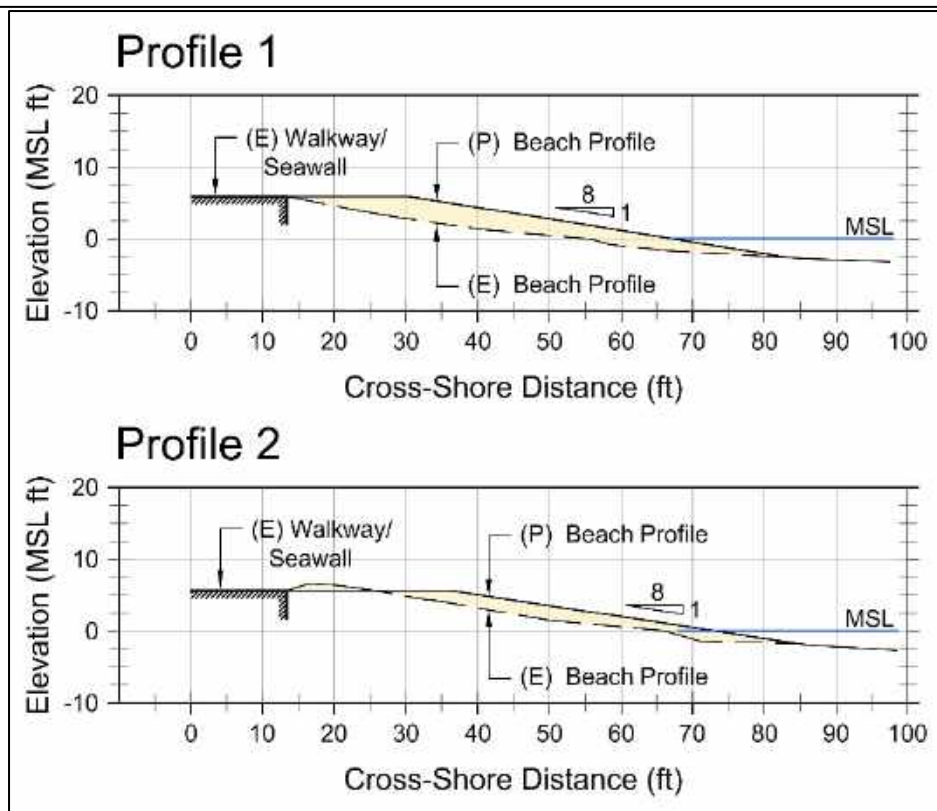 Profile 1
Elevation (MSL ft)
20
10
0
-10
(E) Walkway/
Seawall
(P) Beach Profile
8
1
MSL
(E) Beach Profile
0 10 20 30 40 50 60 70 80 90 100
Cross-Shore Distance (ft)
Profile 2
Elevation (MSL ft)
20
10
0
-10
(E) Walkway/
Seawall
(P) Beach Profile
8
1
MSL
(E) Beach Profile
0 10 20 30 40 50 60 70 80 90 100
Cross-Shore Distance (ft)